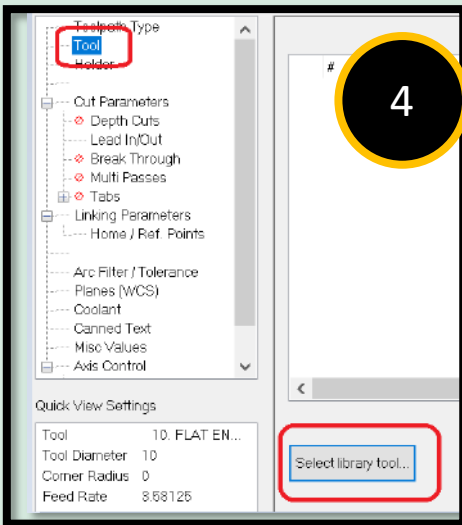 Toolpath Type
Tool
Holder
Cut Parameters
Depth Cuts
Lead In/Out
Break Through
Multi Passes
Tabs
Linking Parameters
Home / Ref. Points
Arc Filter / Tolerance
Planes (WCS)
Coolant
Canned Text
Misc Values
Axis Control
#
4
Quick View Settings
Tool 10. FLAT EN...
Tool Diameter 10
Corner Radius 0
Feed Rate 8.58125
Select library tool...